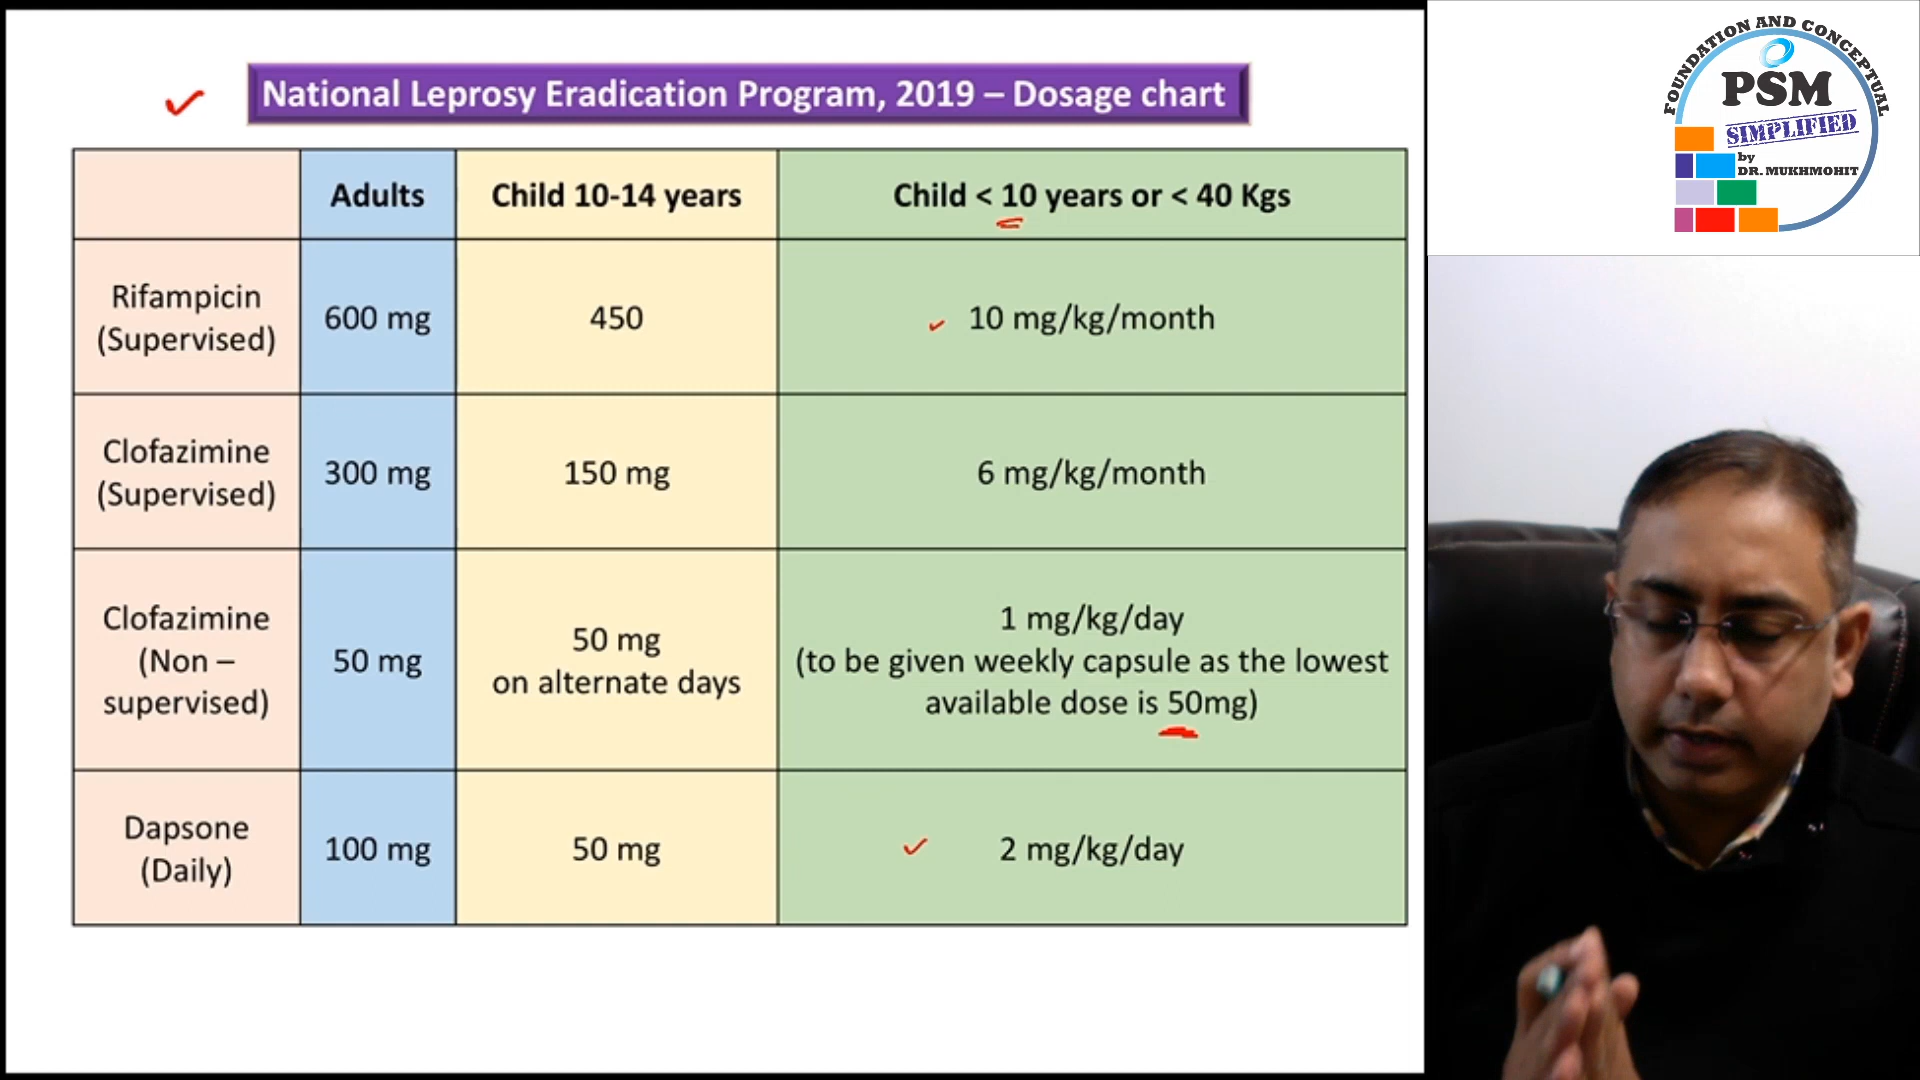 National Leprosy Eradication Program, 2019 – Dosage chart
Adults
Child 10-14 years
Child < 10 years or < 40 Kgs
Rifampicin
(Supervised)
600 mg
450
10 mg/kg/month
Clofazimine
(Supervised)
300 mg
150 mg
6 mg/kg/month
Clofazimine
(Non –
supervised)
50 mg
50 mg
on alternate days
1 mg/kg/day
(to be given weekly capsule as the lowest
available dose is 50mg)
Dapsone
(Daily)
100 mg
50 mg
2 mg/kg/day
FOUNDATION AND CONCEPTUAL
PSM
SIMPLIFIED
by
DR. MUKHMOHIT